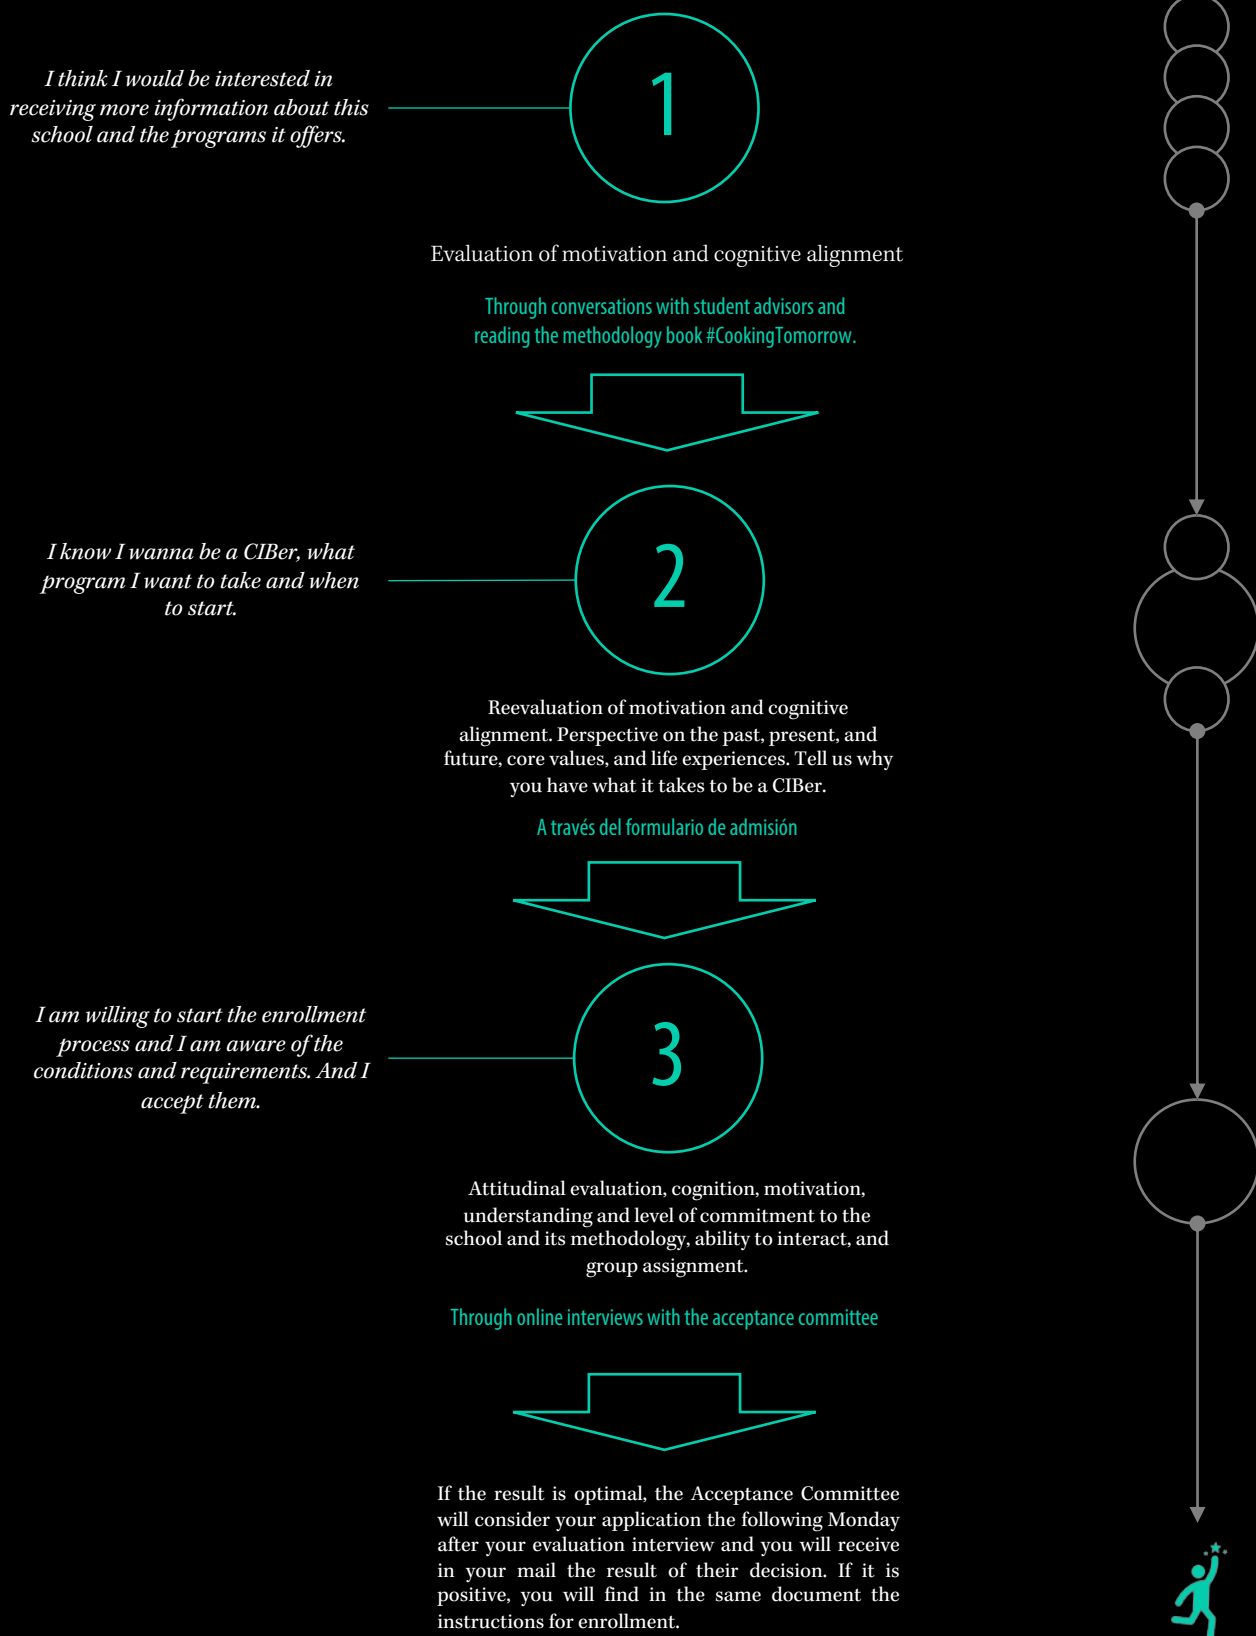 I think I would be interested in
receiving more information about this
school and the programs it offers.
1
Evaluation of motivation and cognitive alignment
Through conversations with student advisors and
reading the methodology book #CookingTomorrow.
I know I wanna be a CIBer, what
program I want to take and when
to start.
2
Reevaluation of motivation and cognitive
alignment. Perspective on the past, present, and
future, core values, and life experiences. Tell us why
you have what it takes to be a CIBer.
A través del formulario de admisión
I am willing to start the enrollment
process and I am aware of the
conditions and requirements. And I
accept them.
3
Attitudinal evaluation, cognition, motivation,
understanding and level of commitment to the
school and its methodology, ability to interact, and
group assignment.
Through online interviews with the acceptance committee
If the result is optimal, the Acceptance Committee
will consider your application the following Monday
after your evaluation interview and you will receive
in your mail the result of their decision. If it is
positive, you will find in the same document the
instructions for enrollment.